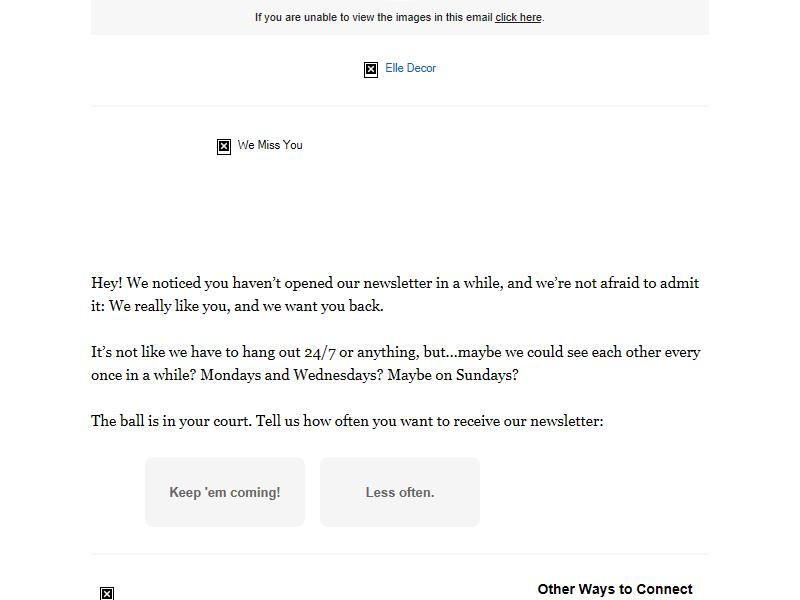 If you are unable to view the images in this email click here.
Elle Decor
We Miss You
Hey! We noticed you haven’t opened our newsletter in a while, and we’re not afraid to admit
it: We really like you, and we want you back.
It’s not like we have to hang out 24/7 or anything, but...maybe we could see each other every
once in a while? Mondays and Wednesdays? Maybe on Sundays?
The ball is in your court. Tell us how often you want to receive our newsletter:
Keep 'em coming!
Less often.
Other Ways to Connect